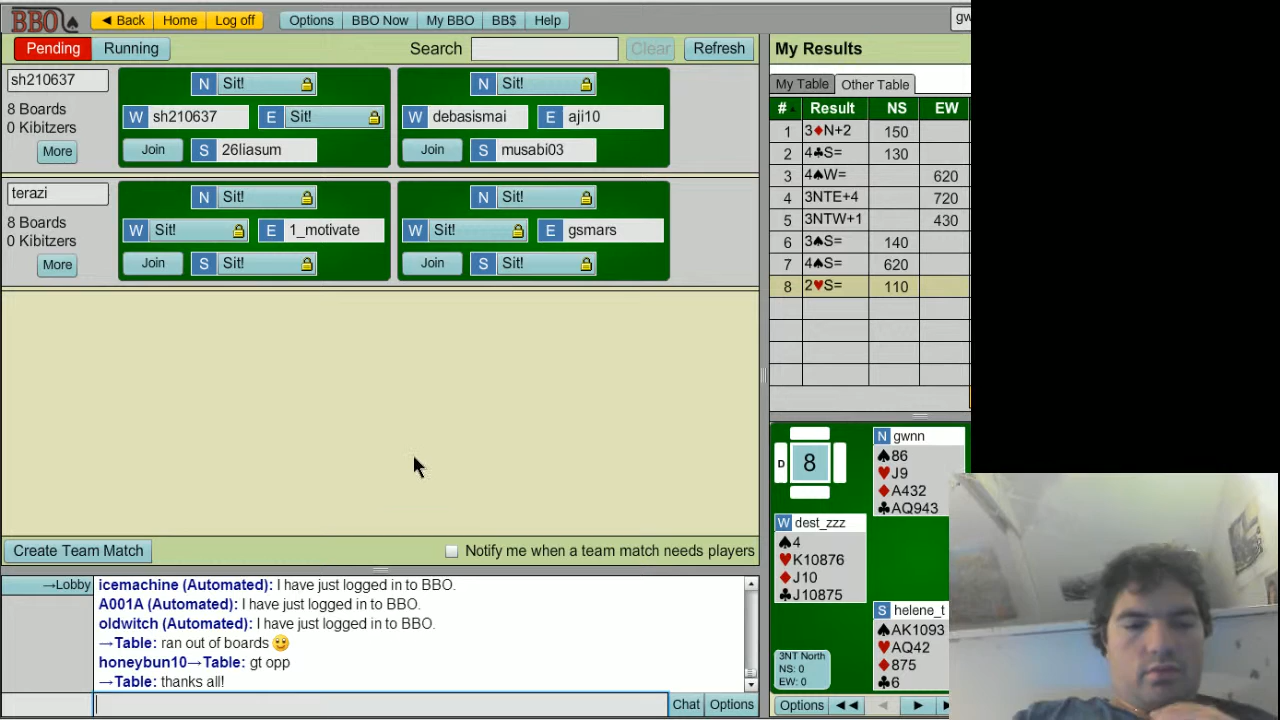 BBO ◄ Back Home Log off Options BBO Now My BBO BB$ Help gw
Pending Running Search Clear Refresh
sh210637
8 Boards
0 Kibitzers
More
N Sit!
W sh210637 E Sit!
Join S 26liasum
N Sit!
W debasismai E aji10
Join S musabi03
terazi
8 Boards
0 Kibitzers
More
N Sit!
W Sit! E 1_motivate
Join S Sit!
N Sit!
W Sit! E gsmars
Join S Sit!
Create Team Match Notify me when a team match needs players
→Lobby
icemachine (Automated): I have just logged in to BBO.
A001A (Automated): I have just logged in to BBO.
oldwitch (Automated): I have just logged in to BBO.
→Table: ran out of boards
honeybun10→Table: gt opp
→Table: thanks all!
Chat Options
My Results
My Table Other Table
# Result NS EW
1 3♦N+2 150
2 4♣S= 130
3 4♠W= 620
4 3NTE+4 720
5 3NTW+1 430
6 3♠S= 140
7 4♠S= 620
8 2♥S= 110
D 8
N gwnn
♠86
♥J9
♦A432
♣AQ943
W dest_zzz
♠4
♥K10876
♦J10
♣J10875
S helene_t
♠AK1093
♥AQ42
♦875
♣6
3NT North
NS: 0
EW: 0
Options ◄◄ ◄ ►